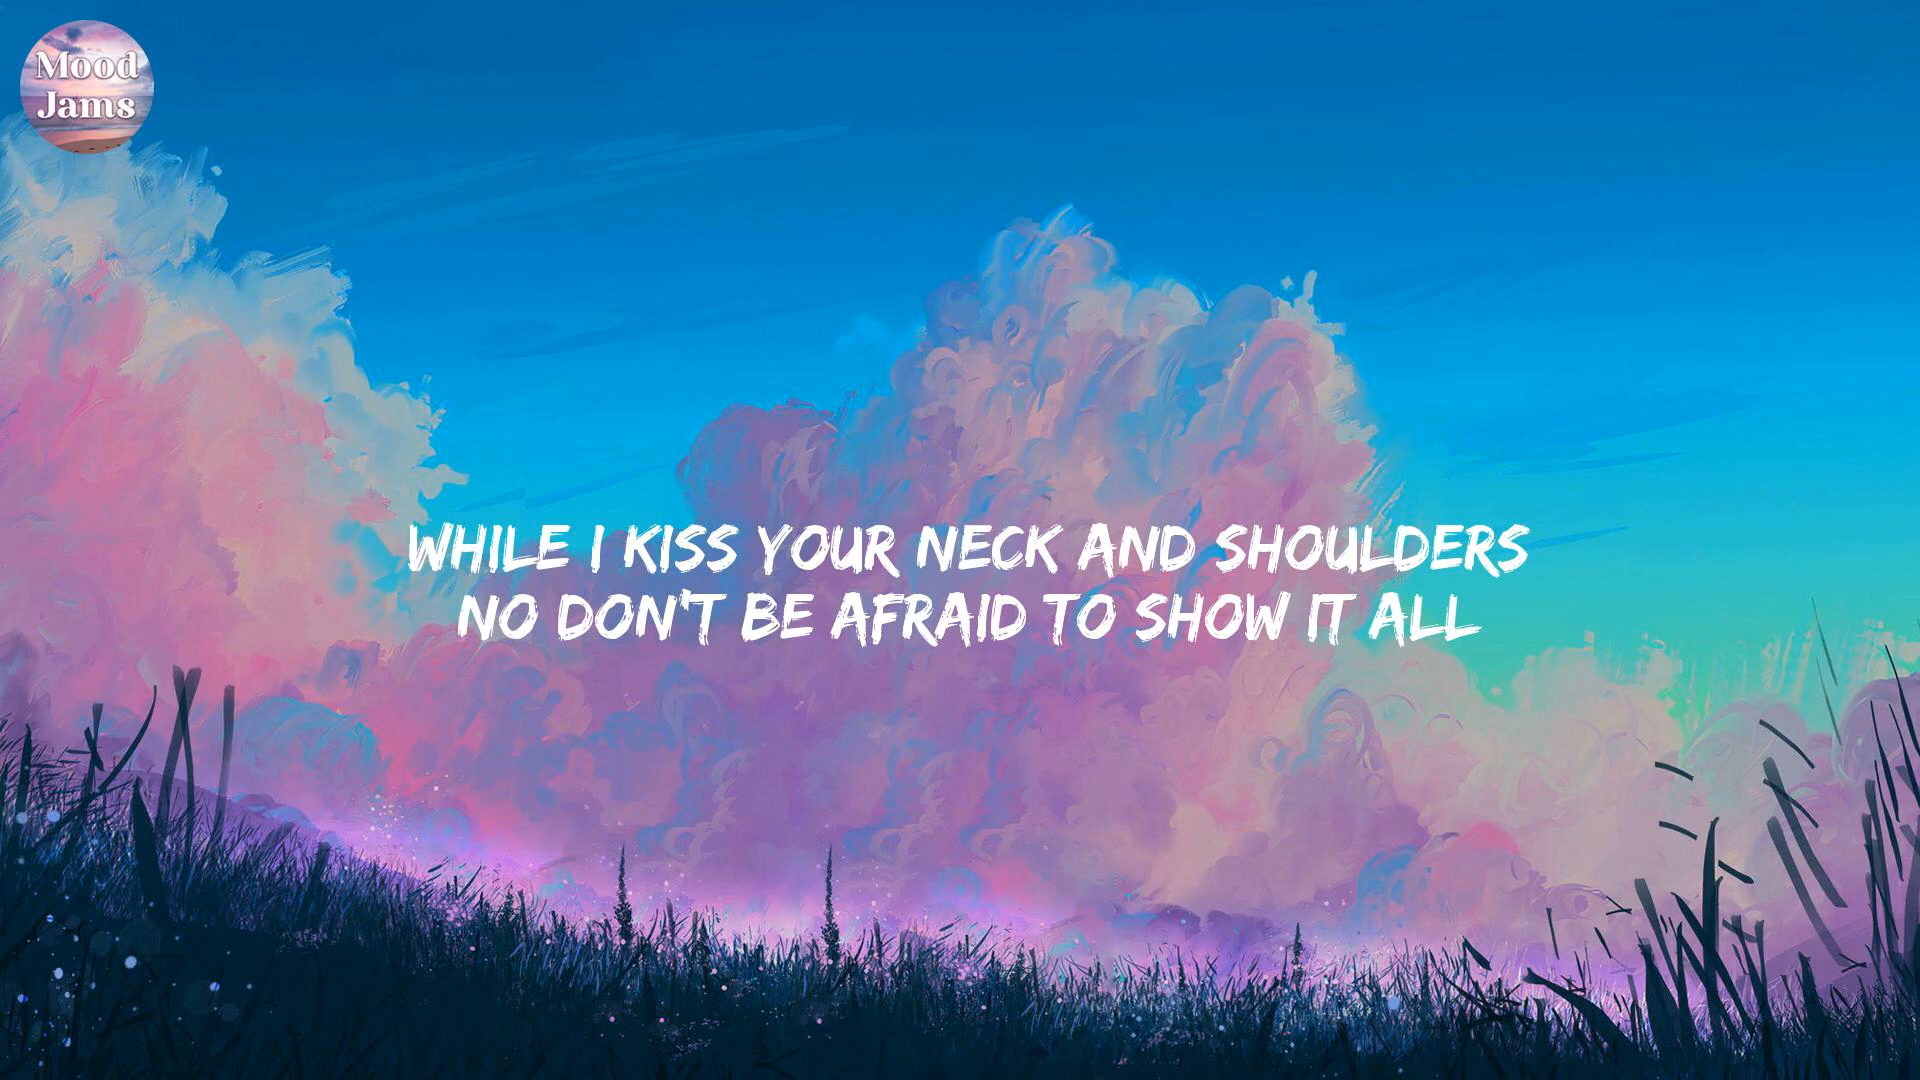 Mood
Jams
WHILE I KISS YOUR NECK AND SHOULDERS
NO DON'T BE AFRAID TO SHOW IT ALL